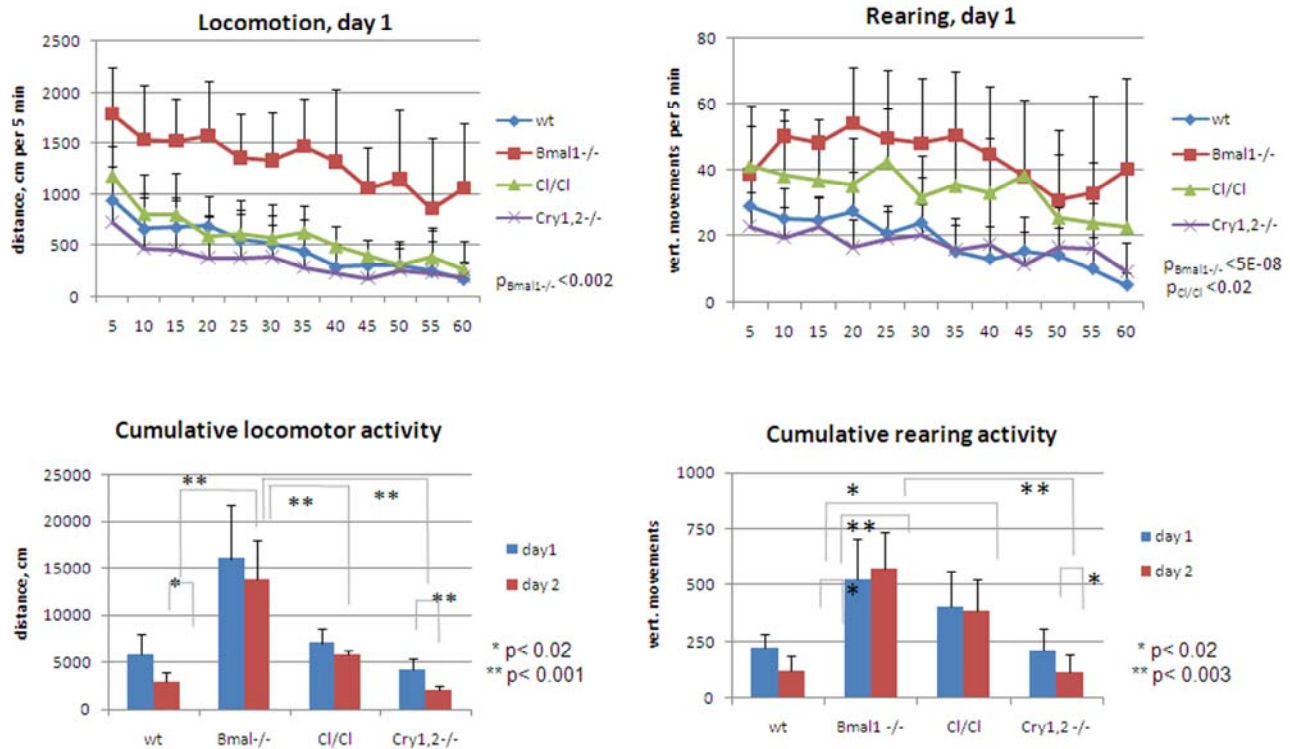 Locomotion, day 1
distance, cm per 5 min
2500
2000
1500
1000
500
0
5 10 15 20 25 30 35 40 45 50 55 60
wt
Bmal1-/-
Cl/Cl
Cry1,2-/-
pBmal1-/- <0.002
Rearing, day 1
vert. movements per 5 min
80
60
40
20
0
5 10 15 20 25 30 35 40 45 50 55 60
wt
Bmal1-/-
Cl/Cl
Cry1,2-/-
pBmal1-/- <5E-08
pCl/Cl <0.02
Cumulative locomotor activity
distance, cm
25000
20000
15000
10000
5000
0
** ** **
* **
wt Bmal-/- Cl/Cl Cry1,2-/-
day1
day 2
* p< 0.02
** p< 0.001
Cumulative rearing activity
vert. movements
1000
750
500
250
0
* **
**
* *
wt Bmal1 -/- Cl/Cl Cry1,2 -/-
day 1
day 2
* p< 0.02
** p< 0.003